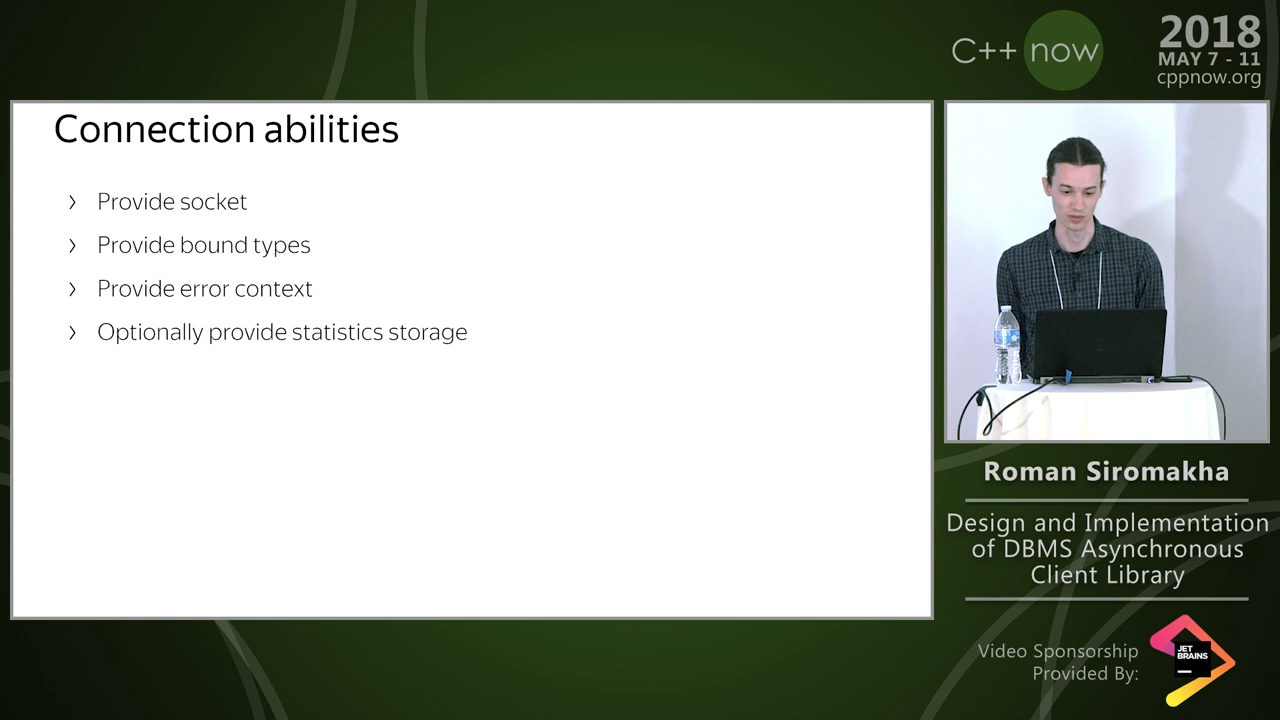 C++ now
2018
MAY 7 - 11
cppnow.org
Connection abilities
› Provide socket
› Provide bound types
› Provide error context
› Optionally provide statistics storage
Roman Siromakha
Design and Implementation
of DBMS Asynchronous
Client Library
Video Sponsorship
Provided By:
JET
BRAINS